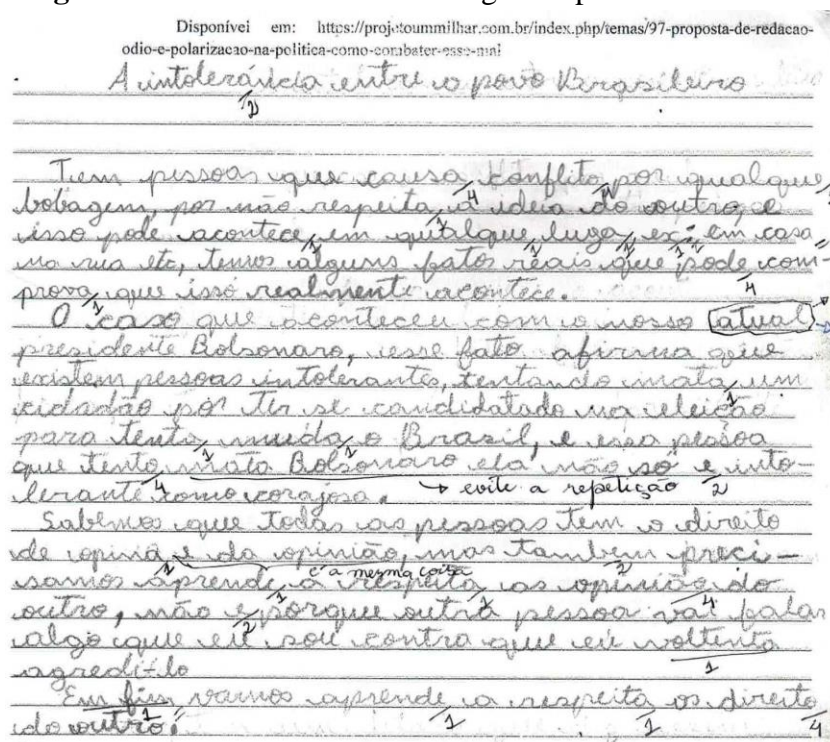 Disponível em: https://projetoummilhar.com.br/index.php/temas/97-proposta-de-redacao-
odio-e-polarizacao-na-politica-como-combater-esse-mal
A intolerância entre o povo Brasileiro
2
Tem pessoas que causa conflito por qualque
bobagem, por não respeita a ideia do outro, e
isso pode acontece, em qualque luga, ex: em casa,
na rua etc, temos alguns fatos reais que pode com-
prova que isso realmente acontece.
O caso que aconteceu com o nosso atual
presidente Bolsonaro, esse fato afirma que
existem pessoas intolerantes, tentando mata um
cidadão por ter se candidatado na eleição
para tenta muda o Brasil, e essa pessoa
que tento mata Bolsonaro ela não só e into-
lerante como corajosa. → evite a repetição
Sabemos que todas as pessoas tem o direito
de opina e da opinião, mas tambem preci-
é a mesma coisa
samos aprende a respeita as opinião do
outro, não e porque outra pessoa vai falar
algo que eu sou contra que eu vol tenta
agredi-lo
Em fim vamos aprende a respeita os direito
do outro.